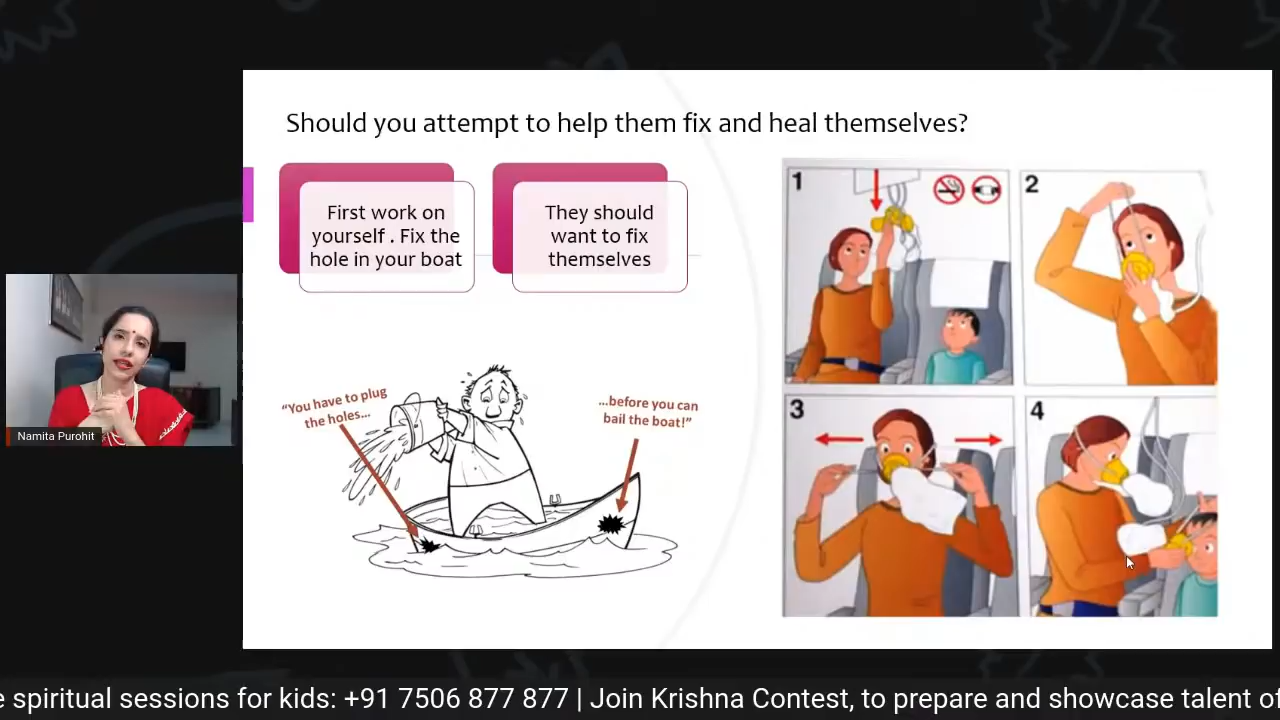 Should you attempt to help them fix and heal themselves?
First work on
yourself . Fix the
hole in your boat
They should
want to fix
themselves
1
2
3
4
“You have to plug
the holes...
...before you can
bail the boat!”
Namita Purohit
e spiritual sessions for kids: +91 7506 877 877 | Join Krishna Contest, to prepare and showcase talent of